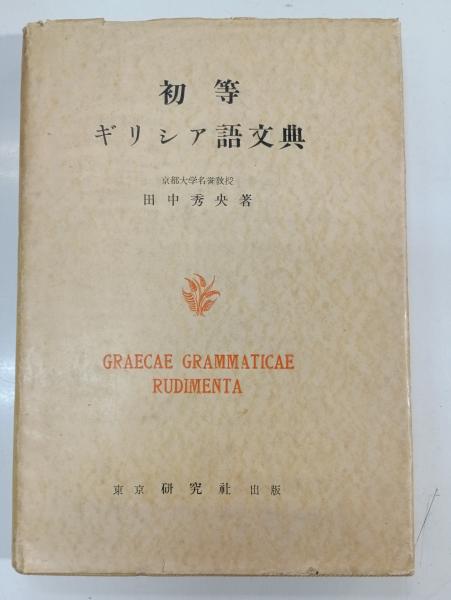 初等
ギリシア語文典
京都大学名誉教授
田中秀央著
GRAECAE GRAMMATICAE
RUDIMENTA
東京 研究社 出版